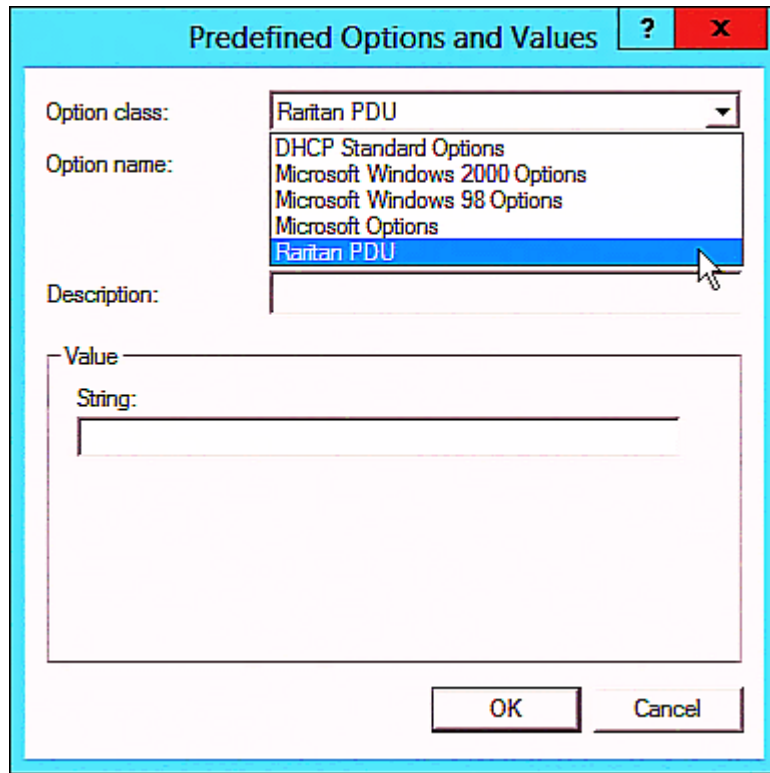 Predefined Options and Values ? x
Option class: Raritan PDU
Option name:
DHCP Standard Options
Microsoft Windows 2000 Options
Microsoft Windows 98 Options
Microsoft Options
Raritan PDU
Description:
Value
String:
OK Cancel